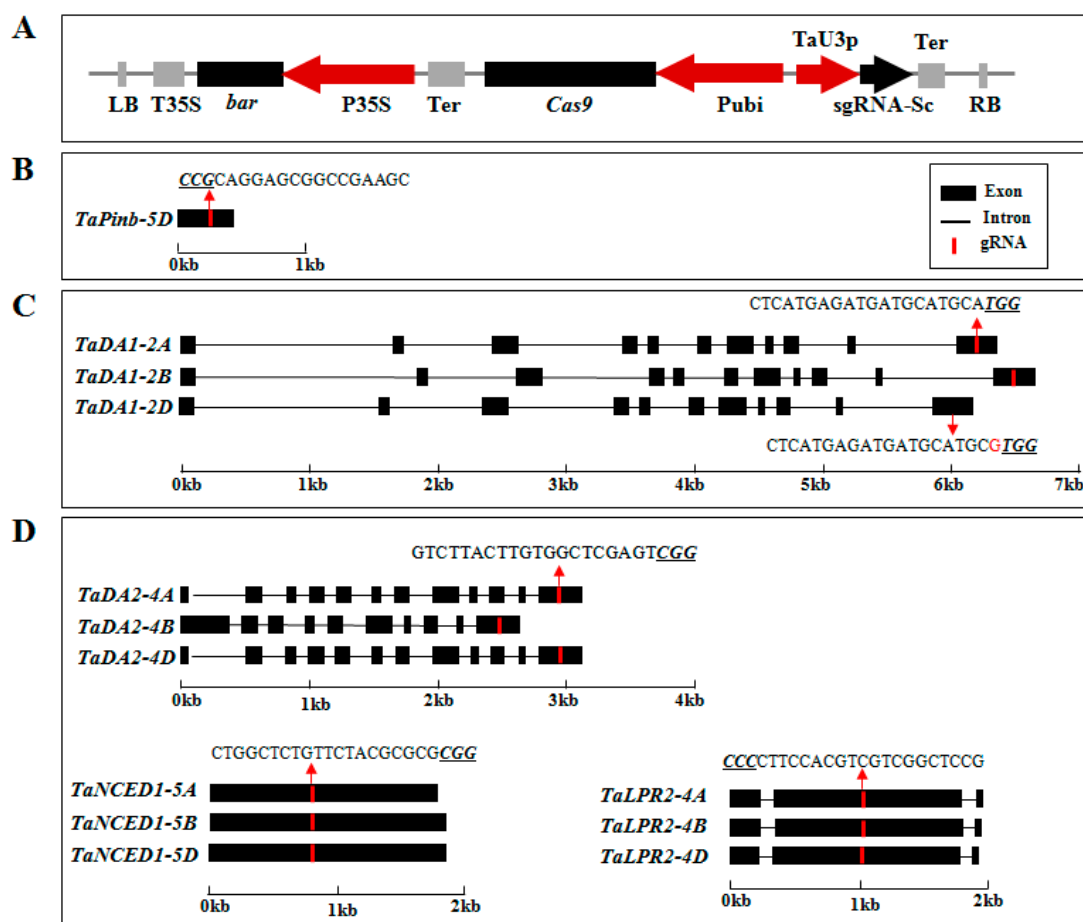 A
TaU3p Ter
LB T35S bar P35S Ter Cas9 Pubi sgRNA-Sc RB
B
CCGCAGGAGCGGCCGAAGC
TaPinb-5D
0kb 1kb
Exon
Intron
gRNA
C
CTCATGAGATGATGCATGCATGG
TaDA1-2A
TaDA1-2B
TaDA1-2D
CTCATGAGATGATGCATGCGTGG
0kb 1kb 2kb 3kb 4kb 5kb 6kb 7kb
D
GTCTTACTTGTGGCTCGAGTCGG
TaDA2-4A
TaDA2-4B
TaDA2-4D
0kb 1kb 2kb 3kb 4kb
CTGGCTCTGTTCTACGCGCGCGG
TaNCED1-5A
TaNCED1-5B
TaNCED1-5D
0kb 1kb 2kb
CCCCTTCCACGTCGTCGGCTCCG
TaLPR2-4A
TaLPR2-4B
TaLPR2-4D
0kb 1kb 2kb